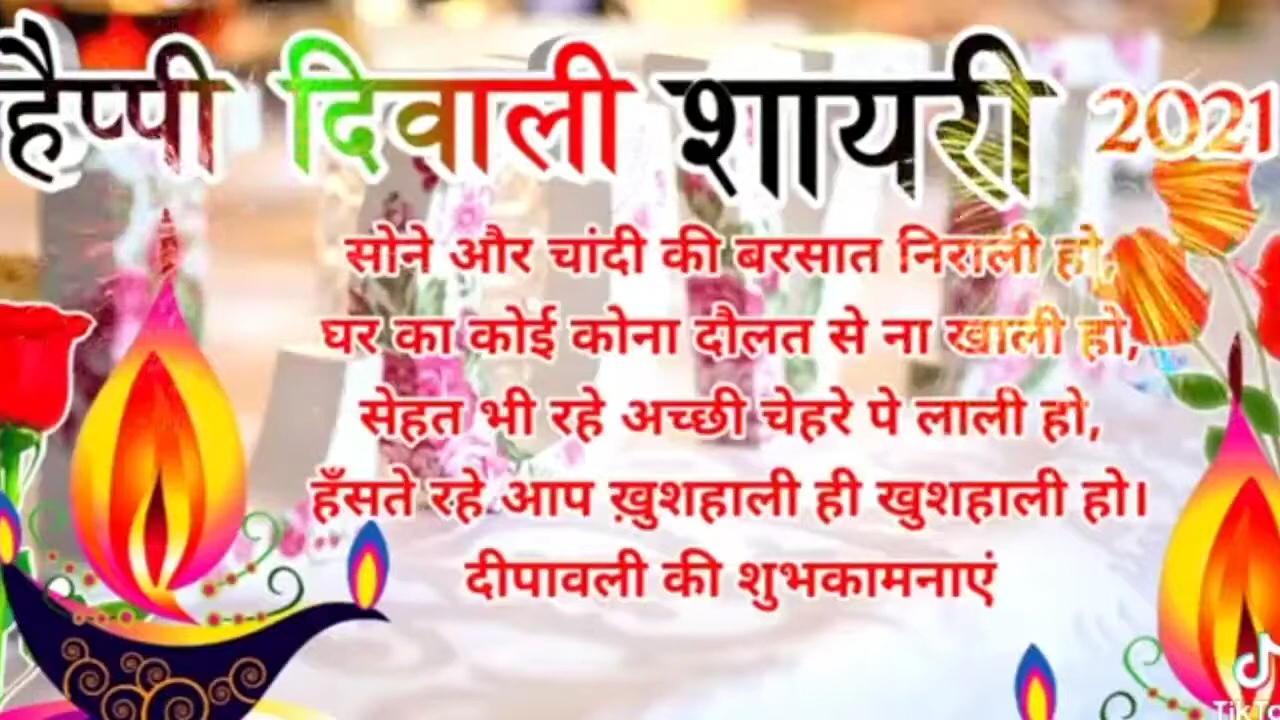 हैप्पी दिवाली शायरी 2021
सोने और चांदी की बरसात निराली हो,
घर का कोई कोना दौलत से ना खाली हो,
सेहत भी रहे अच्छी चेहरे पे लाली हो,
हँसते रहे आप ख़ुशहाली ही खुशहाली हो।
दीपावली की शुभकामनाएं